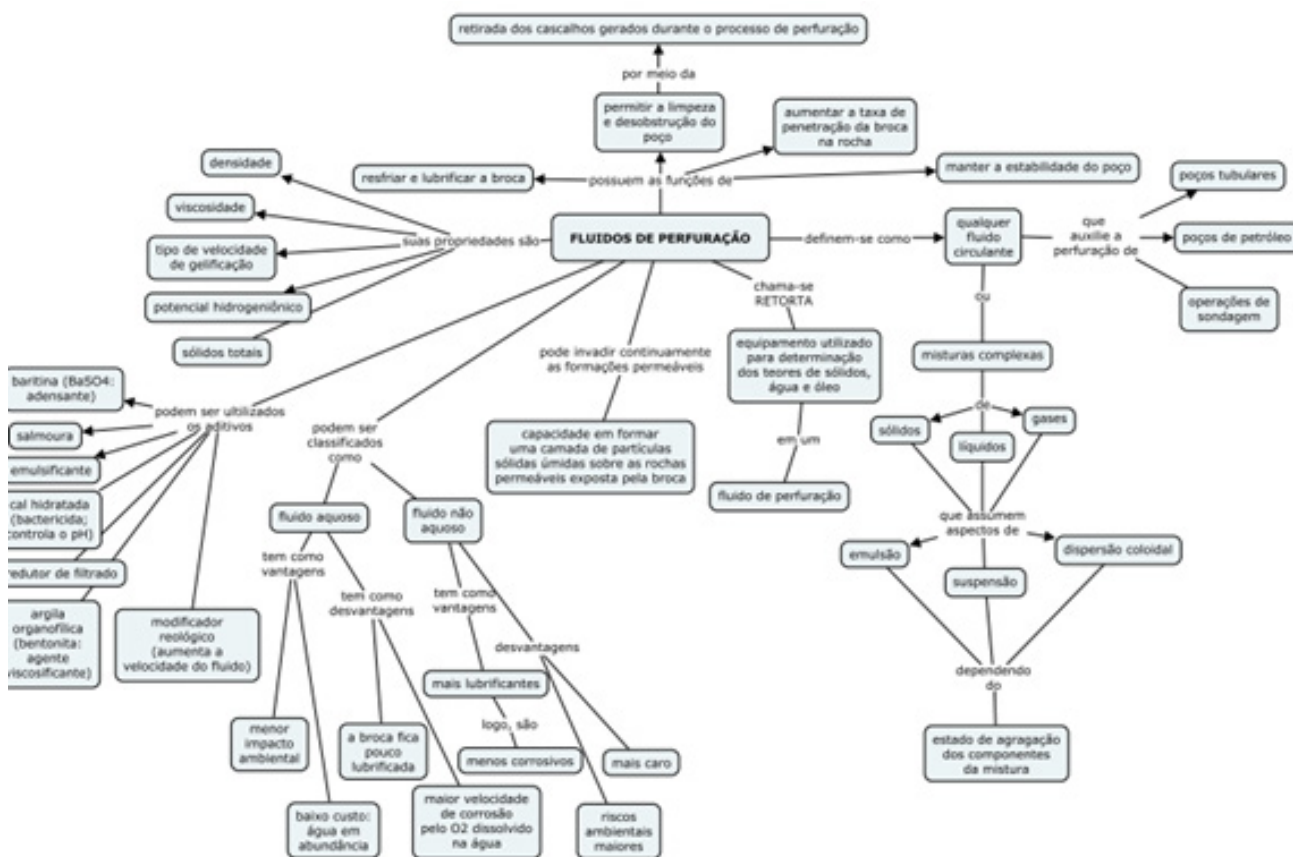 retirada dos cascalhos gerados durante o processo de perfuração
por meio da
permitir a limpeza
e desobstrução do
poço
aumentar a taxa de
penetração da broca
na rocha
resfriar e lubrificar a broca
possuem as funções de
manter a estabilidade do poço
densidade
viscosidade
tipo de velocidade
de gelificação
potencial hidrogeniônico
sólidos totais
suas propriedades são
FLUIDOS DE PERFURAÇÃO
definem-se como
qualquer
fluido
circulante
que
auxilie a
perfuração de
poços tubulares
poços de petróleo
operações de
sondagem
ou
misturas complexas
de
sólidos
líquidos
gases
que assumem
aspectos de
emulsão
suspensão
dispersão coloidal
dependendo
do
estado de agragação
dos componentes
da mistura
chama-se
RETORTA
equipamento utilizado
para determinação
dos teores de sólidos,
água e óleo
em um
fluido de perfuração
pode invadir continuamente
as formações permeáveis
capacidade em formar
uma camada de partículas
sólidas úmidas sobre as rochas
permeáveis exposta pela broca
podem ser
classificados
como
fluido aquoso
fluido não
aquoso
tem como
vantagens
menor
impacto
ambiental
baixo custo:
água em
abundância
tem como
desvantagens
a broca fica
pouco
lubrificada
maior velocidade
de corrosão
pelo O2 dissolvido
na água
tem como
vantagens
mais lubrificantes
logo, são
menos corrosivos
desvantagens
mais caro
riscos
ambientais
maiores
podem ser ultilizados
os aditivos
baritina (BaSO4:
adensante)
salmoura
emulsificante
cal hidratada
(bactericida;
controla o pH)
redutor de filtrado
argila
organofílica
(bentonita:
agente
viscosificante)
modificador
reológico
(aumenta a
velocidade do fluido)